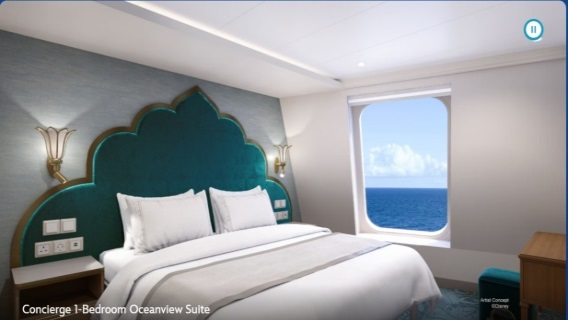 Concierge 1-Bedroom Oceanview Suite
Artist Concept
©Disney